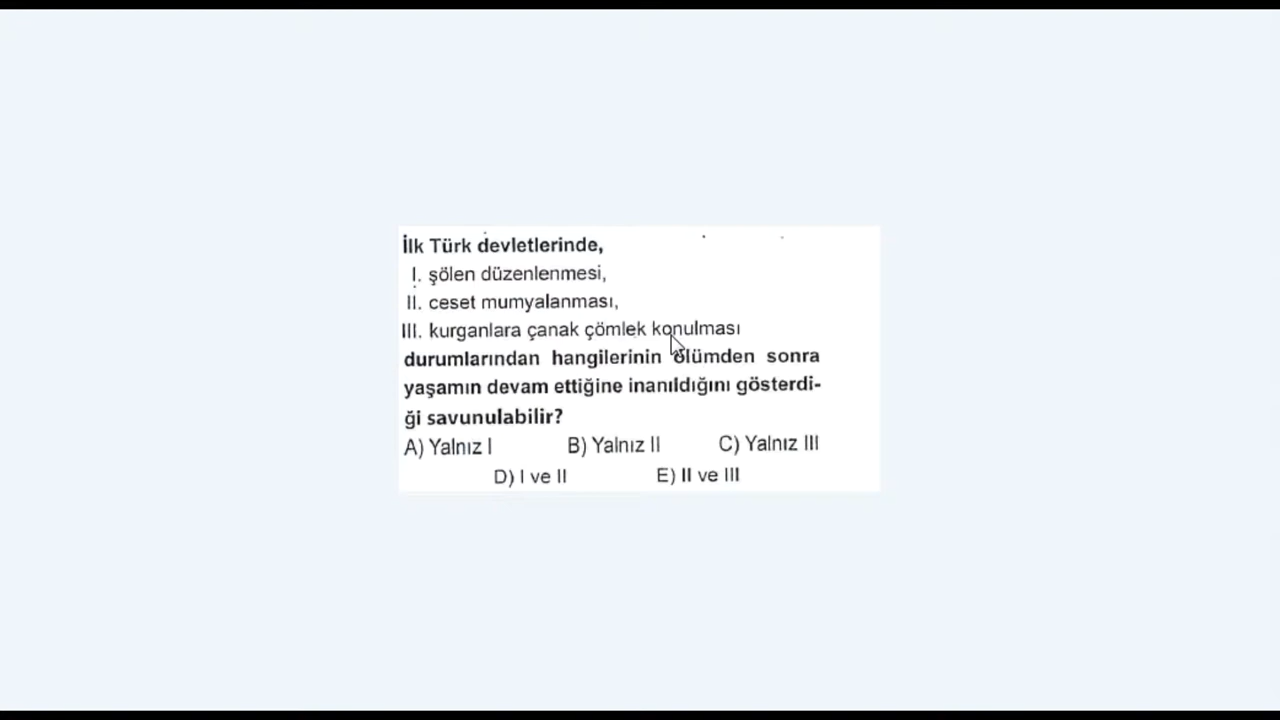 İlk Türk devletlerinde,
I. şölen düzenlenmesi,
II. ceset mumyalanması,
III. kurganlara çanak çömlek konulması
durumlarından hangilerinin ölümden sonra
yaşamın devam ettiğine inanıldığını gösterdi-
ği savunulabilir?
A) Yalnız I B) Yalnız II C) Yalnız III
D) I ve II E) II ve III